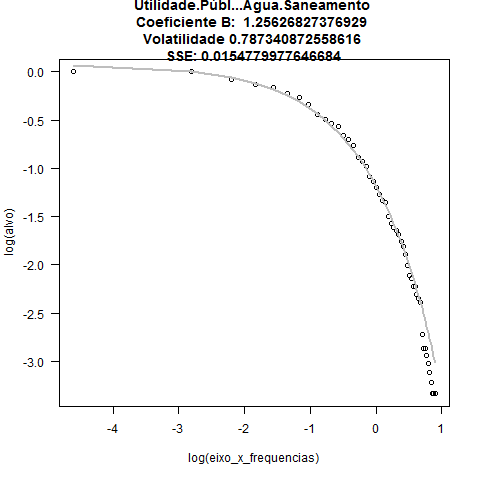 Utilidade.Públ...Água.Saneamento
Coeficiente B:  1.25626827376929
Volatilidade 0.787340872558616
SSE: 0.0154779977646684
0.0
-0.5
-1.0
-1.5
-2.0
-2.5
-3.0
log(alvo)
-4
-3
-2
-1
0
1
log(eixo_x_frequencias)